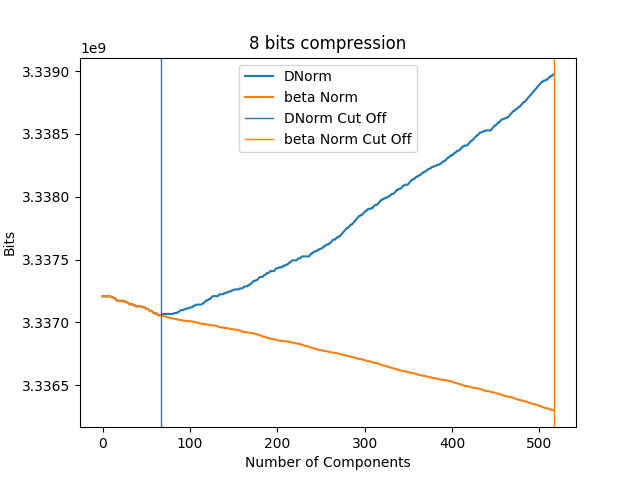 8 bits compression
1e9
3.3390
3.3385
3.3380
3.3375
3.3370
3.3365
Bits
DNorm
beta Norm
DNorm Cut Off
beta Norm Cut Off
0 100 200 300 400 500
Number of Components